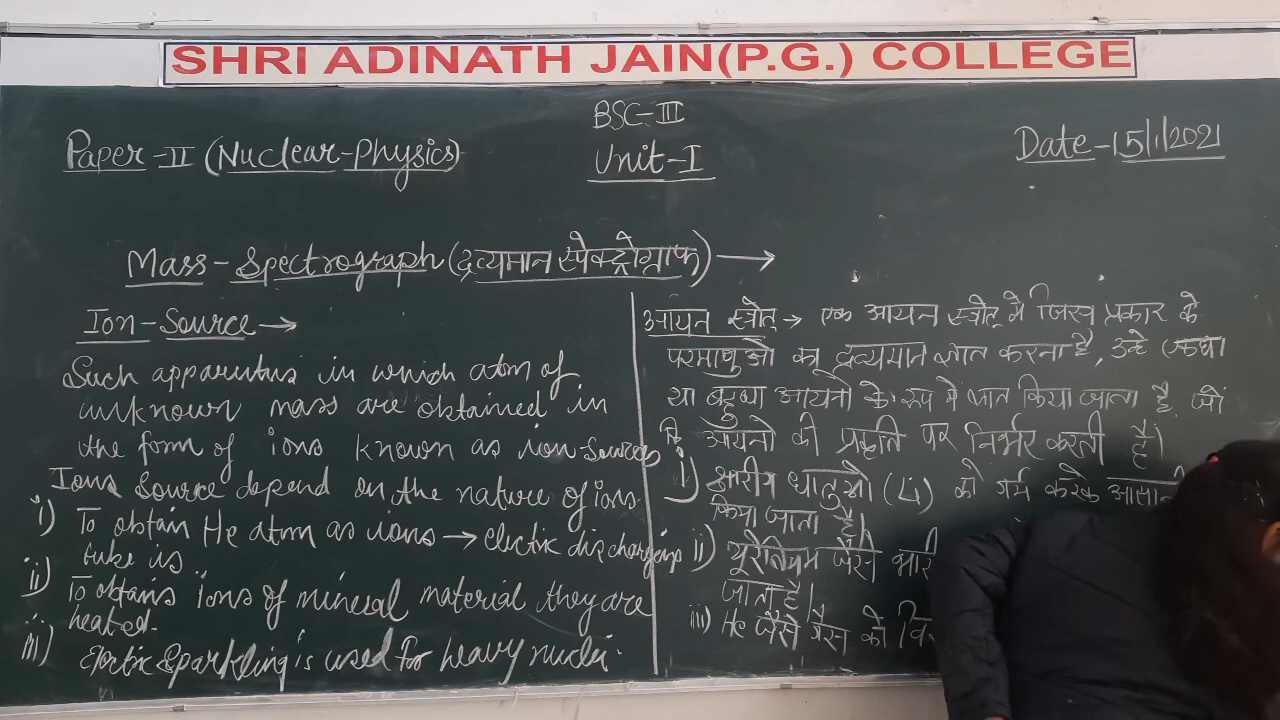 SHRI ADINATH JAIN(P.G.) COLLEGE
BSC-III
Paper-II (Nuclear-Physics)
Unit-I
Date-15/1/2021
Mass-Spectrograph (द्रव्यमान स्पेक्ट्रोग्राफ) →
Ion-Source →
Such apparatus in which atom of
unknown mass are obtained in
the form of ions known as ion-Sources
Ions Source depend on the nature of ions.
i) To obtain He atom as ions → electric discharging
tube is
ii) To obtains ions of mineral material they are
heated.
iii) Electric Sparkling is used for heavy nuclei.
आयन स्त्रोत → एक आयन स्त्रोत मे जिस प्रकार के
परमाणुओ का द्रव्यमान ज्ञात करना है, उन्हे एकधा
या बहुधा आयनो के रूप मे ज्ञात किया जाता है. जो
कि आयनो की प्रकृति पर निर्भर करती है।
i) क्षारीय धातुओ (Li) को गर्म करके आसानी
किया जाता है।
ii) यूरेनियम जैसे भारी
जाता है।
iii) He जैसे गैस को